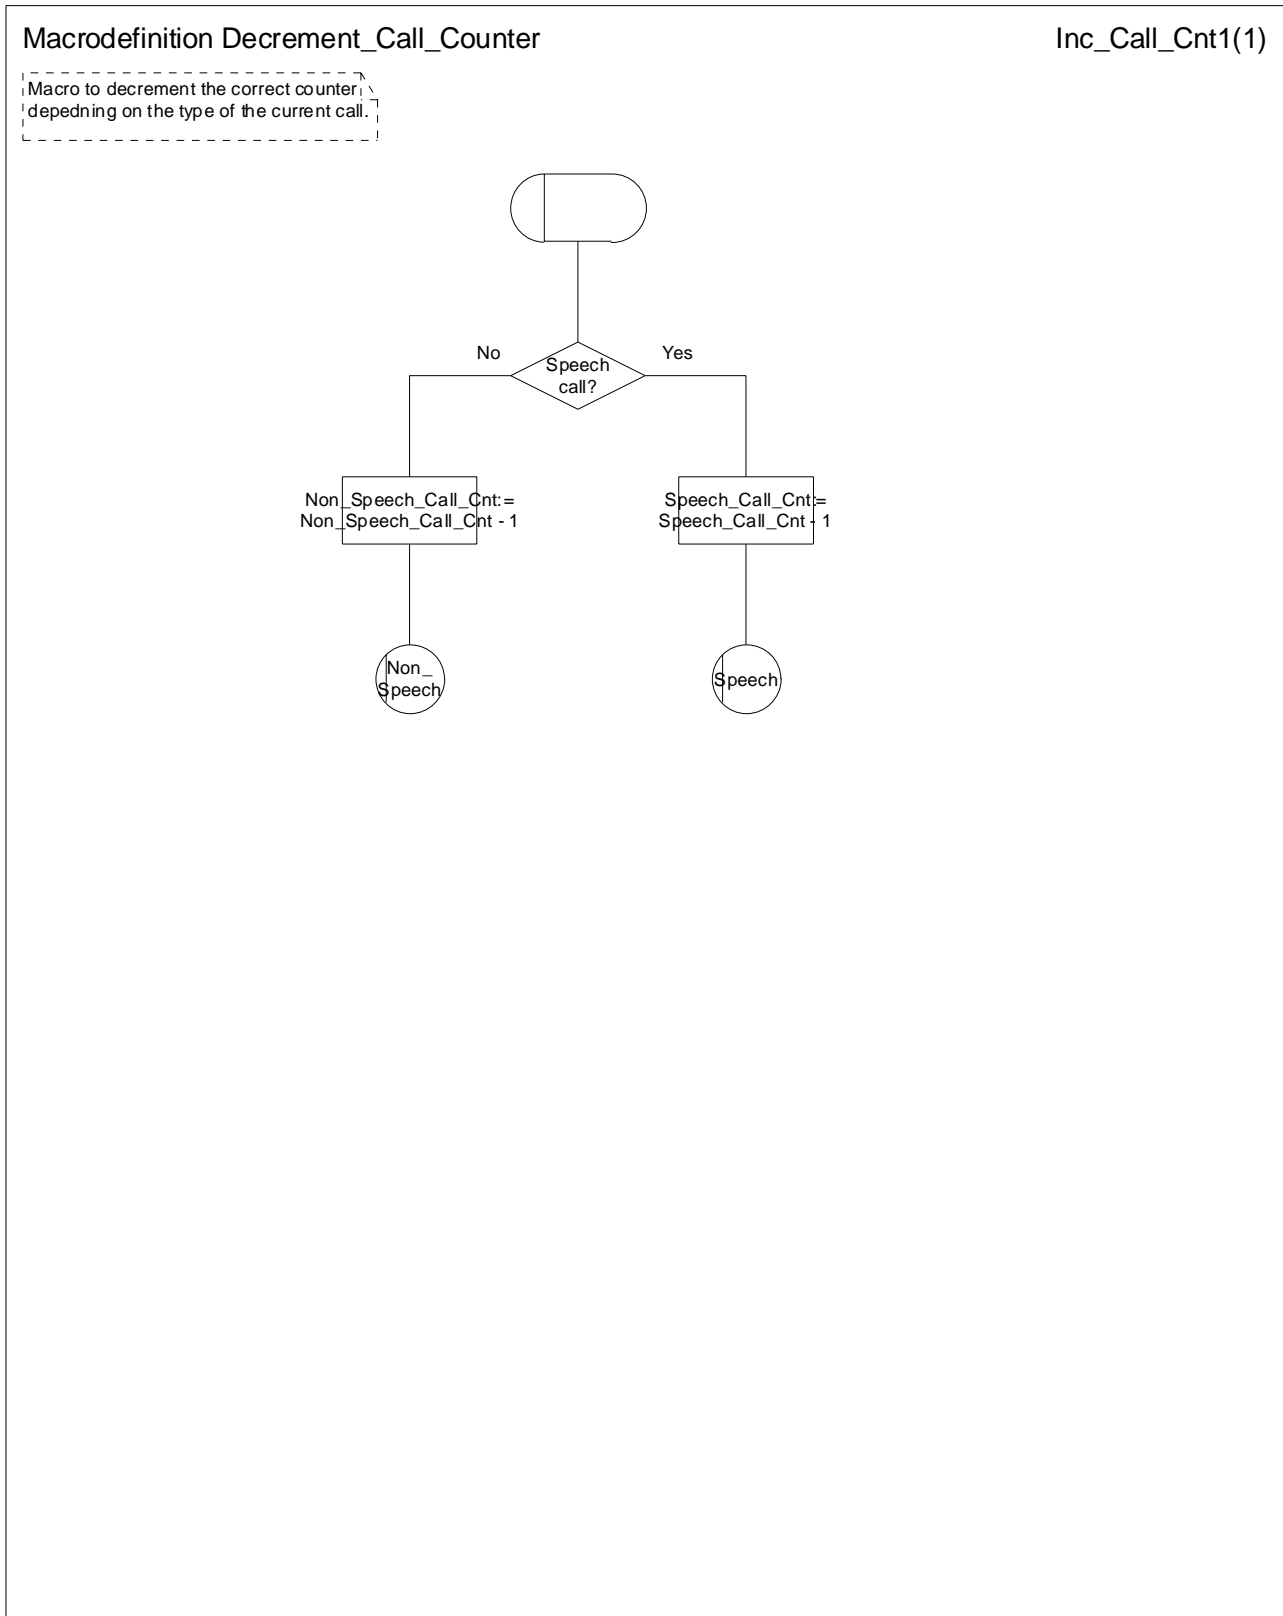 Macrodefinition Decrement_Call_Counter
Inc_Call_Cnt1(1)
Macro to decrement the correct counter
depedning on the type of the current call.
No
Yes
Speech
call?
Non_Speech_Call_Cnt:=
Non_Speech_Call_Cnt - 1
Speech_Call_Cnt:=
Speech_Call_Cnt - 1
Non_
Speech
Speech